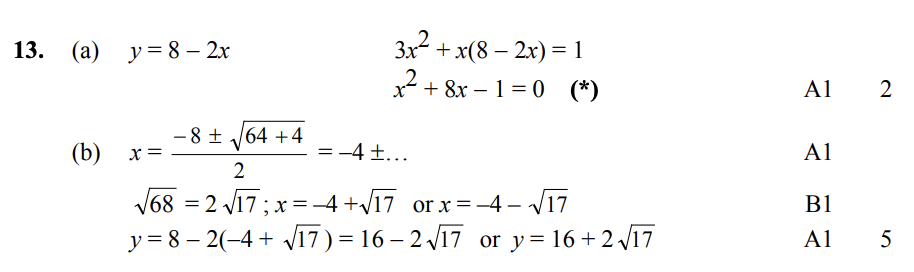 13. (a) y = 8 – 2x 3x² + x(8 – 2x) = 1
x² + 8x – 1 = 0 (*) A1 2
(b) x = (–8 ± √(64 + 4))/2 = –4 ±… A1
√68 = 2√17 ; x = –4 + √17 or x = –4 – √17 B1
y = 8 – 2(–4 + √17) = 16 – 2√17 or y = 16 + 2√17 A1 5